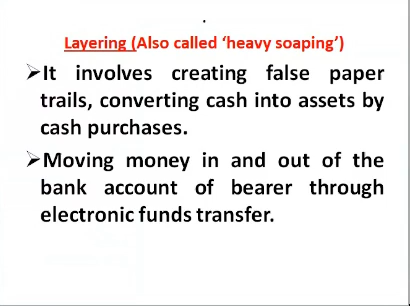 Layering (Also called ‘heavy soaping’)
➢It involves creating false paper
trails, converting cash into assets by
cash purchases.
➢Moving money in and out of the
bank account of bearer through
electronic funds transfer.